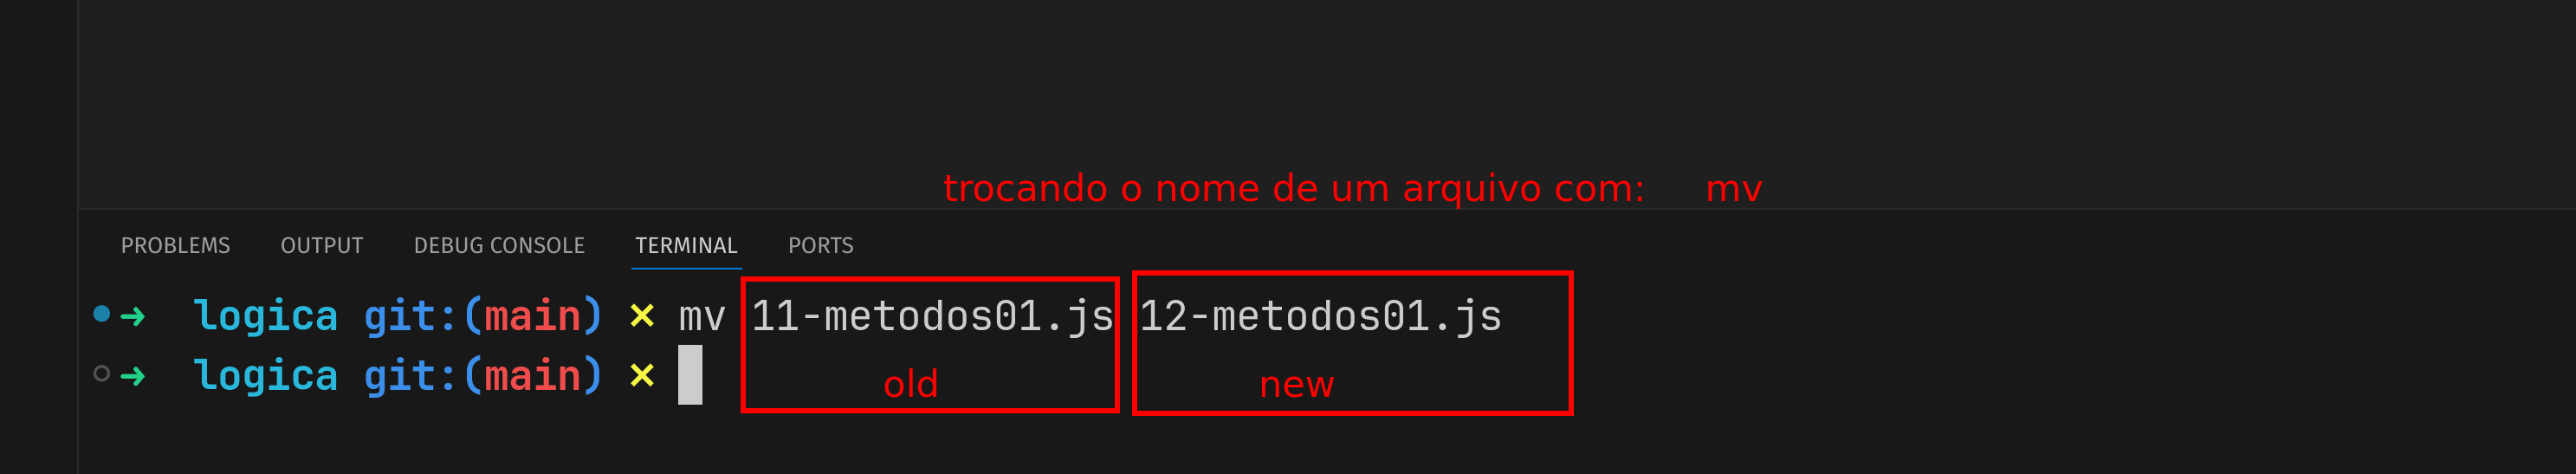 trocando o nome de um arquivo com: mv
PROBLEMS OUTPUT DEBUG CONSOLE TERMINAL PORTS
➜ logica git:(main) ✗ mv 11-metodos01.js 12-metodos01.js
➜ logica git:(main) ✗
old new